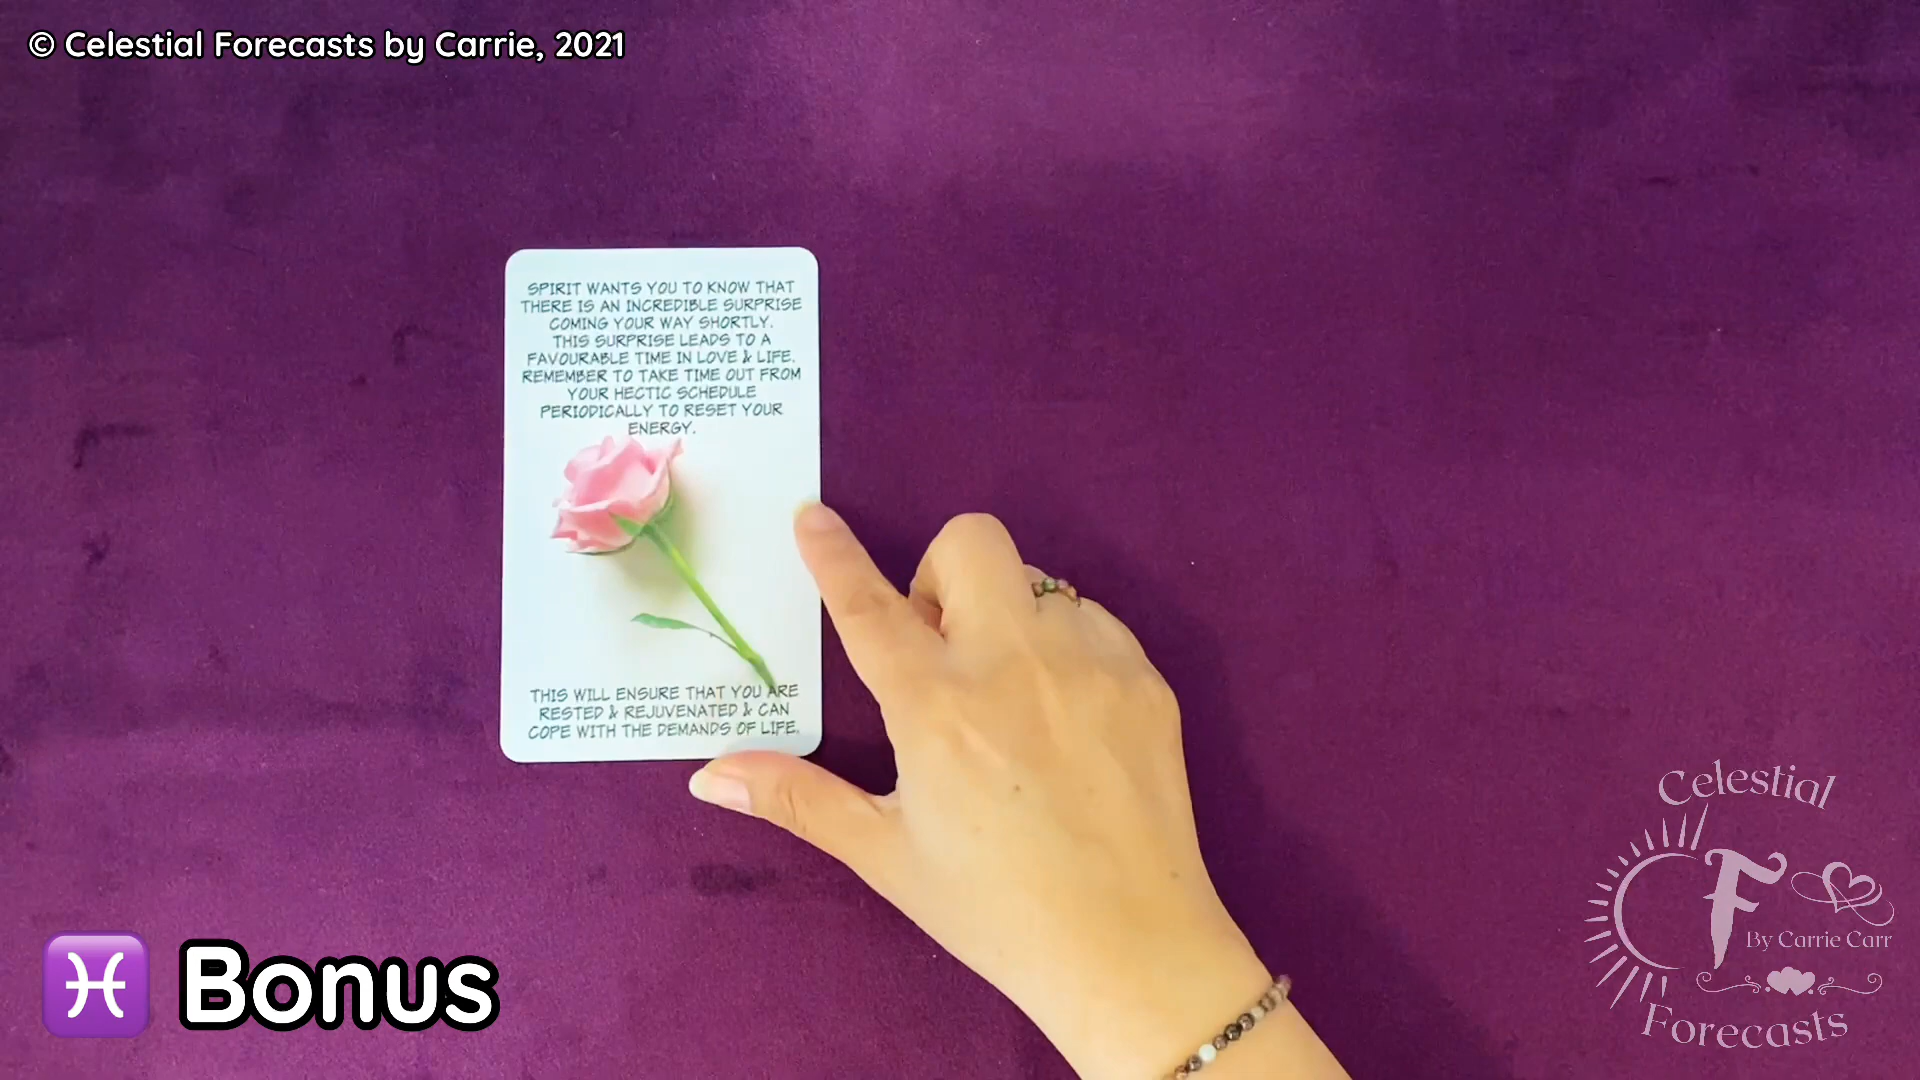 © Celestial Forecasts by Carrie, 2021
SPIRIT WANTS YOU TO KNOW THAT
THERE IS AN INCREDIBLE SURPRISE
COMING YOUR WAY SHORTLY.
THIS SURPRISE LEADS TO A
FAVOURABLE TIME IN LOVE & LIFE.
REMEMBER TO TAKE TIME OUT FROM
YOUR HECTIC SCHEDULE
PERIODICALLY TO RESET YOUR
ENERGY.
THIS WILL ENSURE THAT YOU ARE
RESTED & REJUVENATED & CAN
COPE WITH THE DEMANDS OF LIFE.
♓ Bonus
Celestial
F
By Carrie Carr
Forecasts